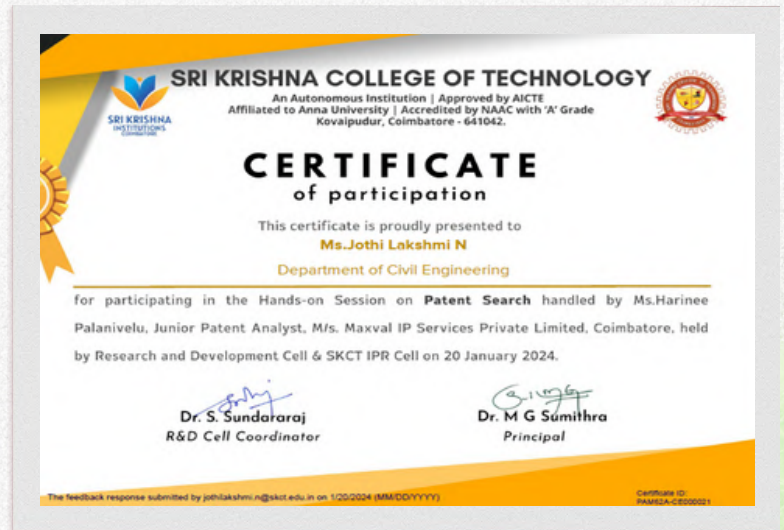 SRI KRISHNA COLLEGE OF TECHNOLOGY
An Autonomous Institution | Approved by AICTE
Affiliated to Anna University | Accredited by NAAC with 'A' Grade
Kovaipudur, Coimbatore - 641042.
SRI KRISHNA
INSTITUTIONS
COIMBATORE
CERTIFICATE
of participation
This certificate is proudly presented to
Ms.Jothi Lakshmi N
Department of Civil Engineering
for participating in the Hands-on Session on Patent Search handled by Ms.Harinee
Palanivelu, Junior Patent Analyst, M/s. Maxval IP Services Private Limited, Coimbatore, held
by Research and Development Cell & SKCT IPR Cell on 20 January 2024.
Dr. S. Sundararaj
R&D Cell Coordinator
Dr. M G Sumithra
Principal
The feedback response submitted by jothilakshmi.n@skct.edu.in on 1/20/2024 (MM/DD/YYYY)
Certificate ID:
PAM62A-CE000021